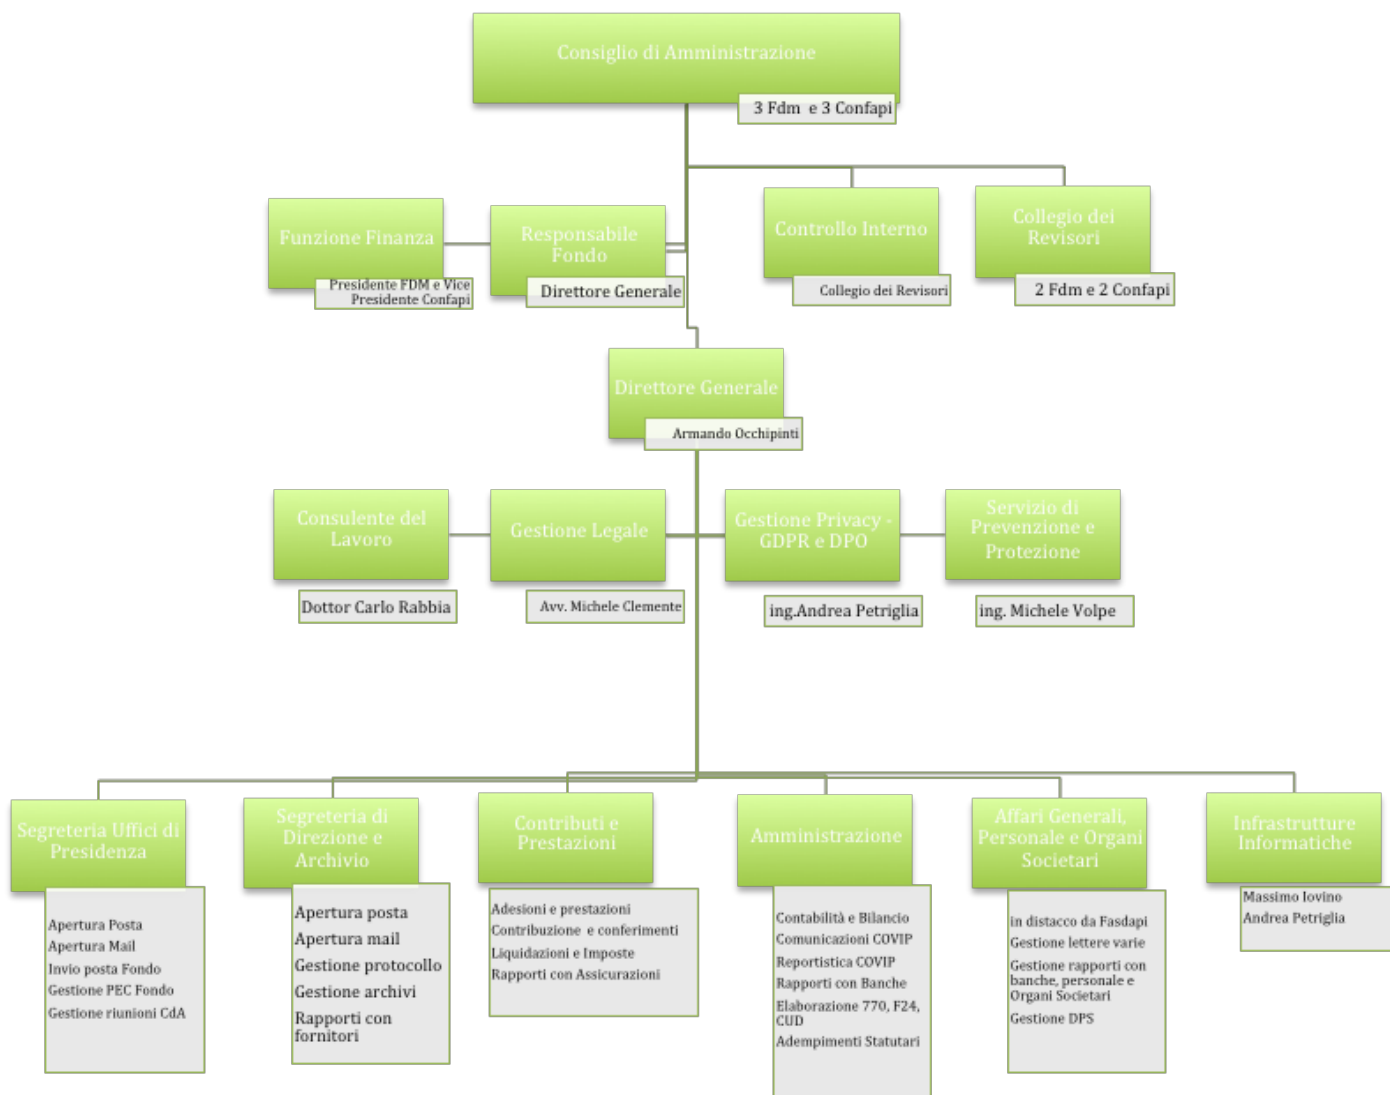 Consiglio di Amministrazione
3 Fdm e 3 Confapi
Funzione Finanza
Presidente FDM e Vice
Presidente Confapi
Responsabile
Fondo
Direttore Generale
Controllo Interno
Collegio dei Revisori
Collegio dei
Revisori
2 Fdm e 2 Confapi
Direttore Generale
Armando Occhipinti
Consulente del
Lavoro
Dottor Carlo Rabbia
Gestione Legale
Avv. Michele Clemente
Gestione Privacy -
GDPR e DPO
ing.Andrea Petriglia
Servizio di
Prevenzione e
Protezione
ing. Michele Volpe
Segreteria Uffici di
Presidenza
Apertura Posta
Apertura Mail
Invio posta Fondo
Gestione PEC Fondo
Gestione riunioni CdA
Segreteria di
Direzione e
Archivio
Apertura posta
Apertura mail
Gestione protocollo
Gestione archivi
Rapporti con
fornitori
Contributi e
Prestazioni
Adesioni e prestazioni
Contribuzione e conferimenti
Liquidazioni e Imposte
Rapporti con Assicurazioni
Amministrazione
Contabilità e Bilancio
Comunicazioni COVIP
Reportistica COVIP
Rapporti con Banche
Elaborazione 770, F24,
CUD
Adempimenti Statutari
Affari Generali,
Personale e Organi
Societari
in distacco da Fasdapi
Gestione lettere varie
Gestione rapporti con
banche, personale e
Organi Societari
Gestione DPS
Infrastrutture
Informatiche
Massimo Iovino
Andrea Petriglia